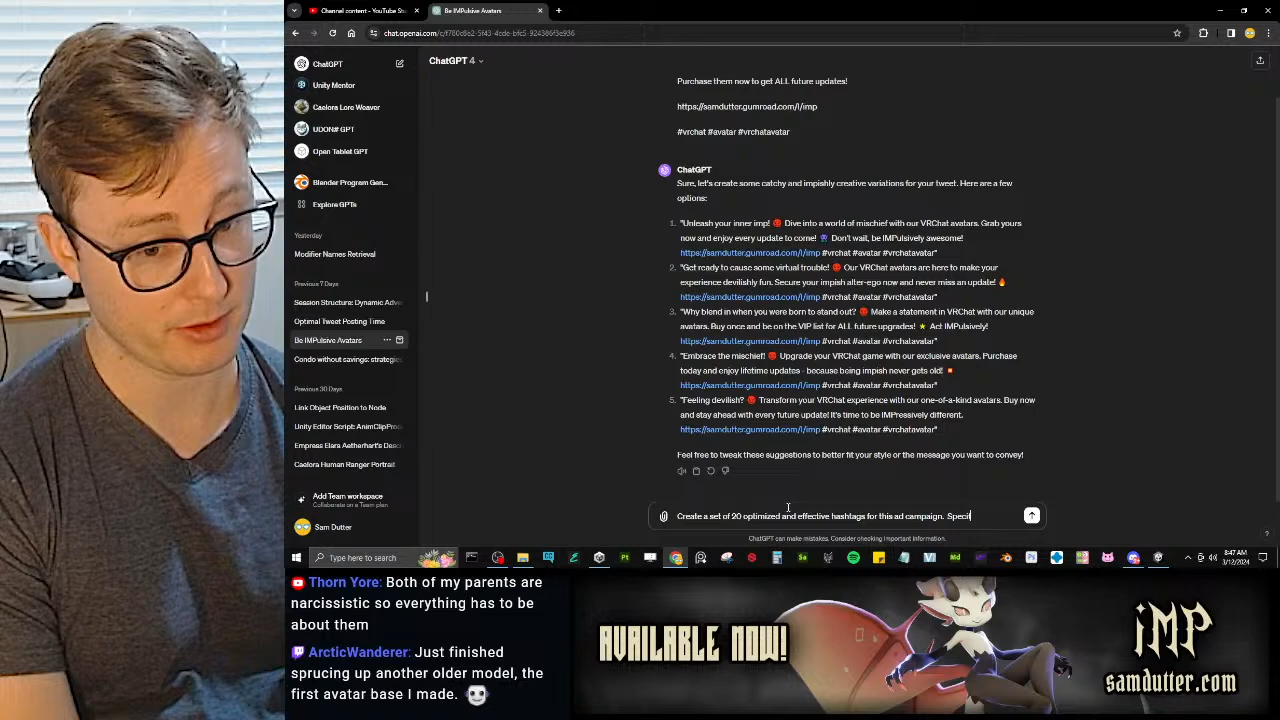 Channel content - YouTube Stu
Be IMPulsive Avatars
chat.openai.com/c/f780c8e2-5f43-4cde-bfc5-924386f3e936
ChatGPT
Unity Mentor
Caelora Lore Weaver
UDON# GPT
Open Tablet GPT
Blender Program Gen...
Explore GPTs
Yesterday
Modifier Names Retrieval
Previous 7 Days
Session Structure: Dynamic Adve
Optimal Tweet Posting Time
Be IMPulsive Avatars
Condo without savings: strategies
Previous 30 Days
Link Object Position to Node
Unity Editor Script: AnimClipProc
Empress Elara Aetherhart's Desc
Caelora Human Ranger Portrait
Add Team workspace
Collaborate on a Team plan
Sam Dutter
ChatGPT 4
Purchase them now to get ALL future updates!
https://samdutter.gumroad.com/l/imp
#vrchat #avatar #vrchatavatar
ChatGPT
Sure, let's create some catchy and impishly creative variations for your tweet. Here are a few
options:
1. "Unleash your inner imp! 👹 Dive into a world of mischief with our VRChat avatars. Grab yours
now and enjoy every update to come! Don't wait, be IMPulsively awesome!
https://samdutter.gumroad.com/l/imp #vrchat #avatar #vrchatavatar"
2. "Get ready to cause some virtual trouble! 👹 Our VRChat avatars are here to make your
experience devilishly fun. Secure your impish alter-ego now and never miss an update! 🔥
https://samdutter.gumroad.com/l/imp #vrchat #avatar #vrchatavatar"
3. "Why blend in when you were born to stand out? 👹 Make a statement in VRChat with our unique
avatars. Buy once and be on the VIP list for ALL future upgrades! 🌟 Act IMPulsively!
https://samdutter.gumroad.com/l/imp #vrchat #avatar #vrchatavatar"
4. "Embrace the mischief! 👹 Upgrade your VRChat game with our exclusive avatars. Purchase
today and enjoy lifetime updates - because being impish never gets old! 💥
https://samdutter.gumroad.com/l/imp #vrchat #avatar #vrchatavatar"
5. "Feeling devilish? 👹 Transform your VRChat experience with our one-of-a-kind avatars. Buy now
and stay ahead with every future update! It's time to be IMPressively different.
https://samdutter.gumroad.com/l/imp #vrchat #avatar #vrchatavatar"
Feel free to tweak these suggestions to better fit your style or the message you want to convey!
Create a set of 20 optimized and effective hashtags for this ad campaign. Specif
ChatGPT can make mistakes. Consider checking important information.
?
Type here to search
Pt
Sa
Md
Ps
8:47 AM
3/12/2024
Thorn Yore: Both of my parents are
narcissistic so everything has to be
about them
ArcticWanderer: Just finished
sprucing up another older model, the
first avatar base I made.
AVAILABLE NOW!
iMP
samdutter.com